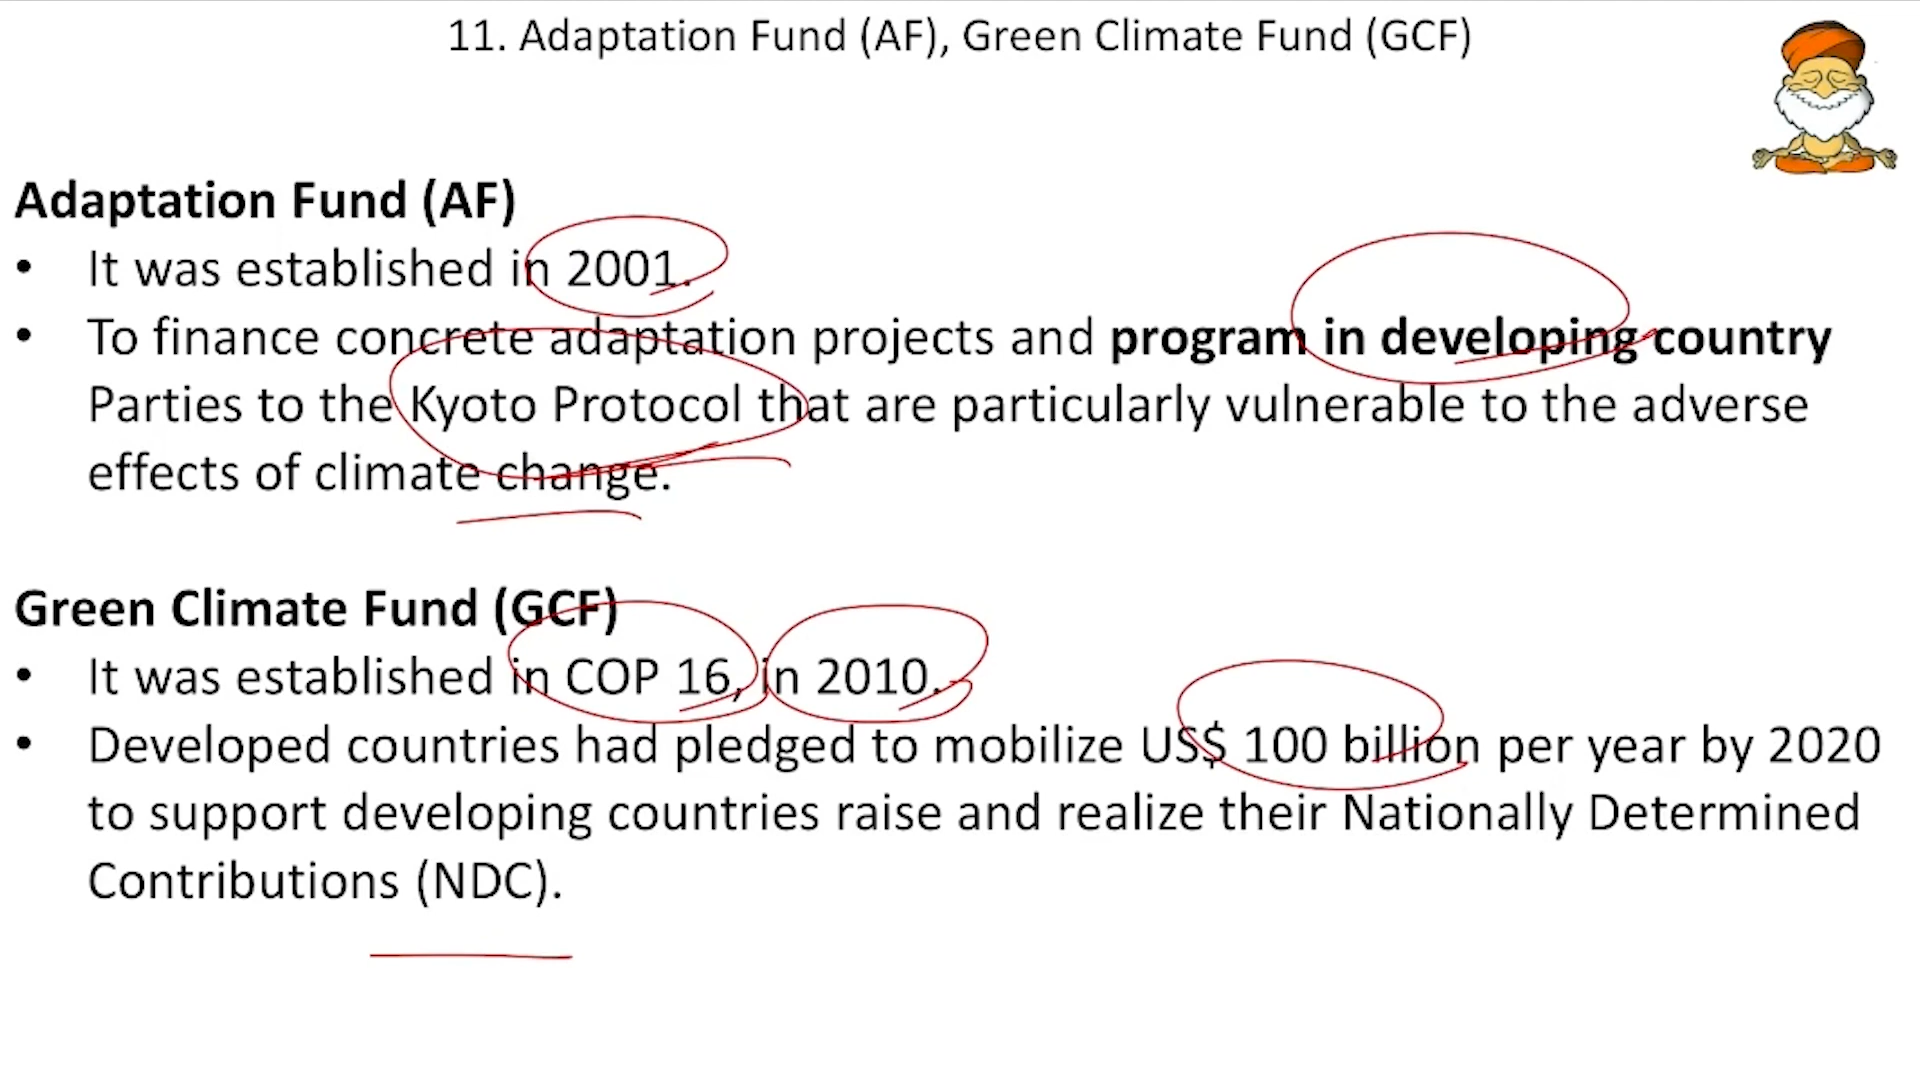 11. Adaptation Fund (AF), Green Climate Fund (GCF)
Adaptation Fund (AF)
• It was established in 2001.
• To finance concrete adaptation projects and program in developing country
Parties to the Kyoto Protocol that are particularly vulnerable to the adverse
effects of climate change.
Green Climate Fund (GCF)
• It was established in COP 16, in 2010.
• Developed countries had pledged to mobilize US$ 100 billion per year by 2020
to support developing countries raise and realize their Nationally Determined
Contributions (NDC).